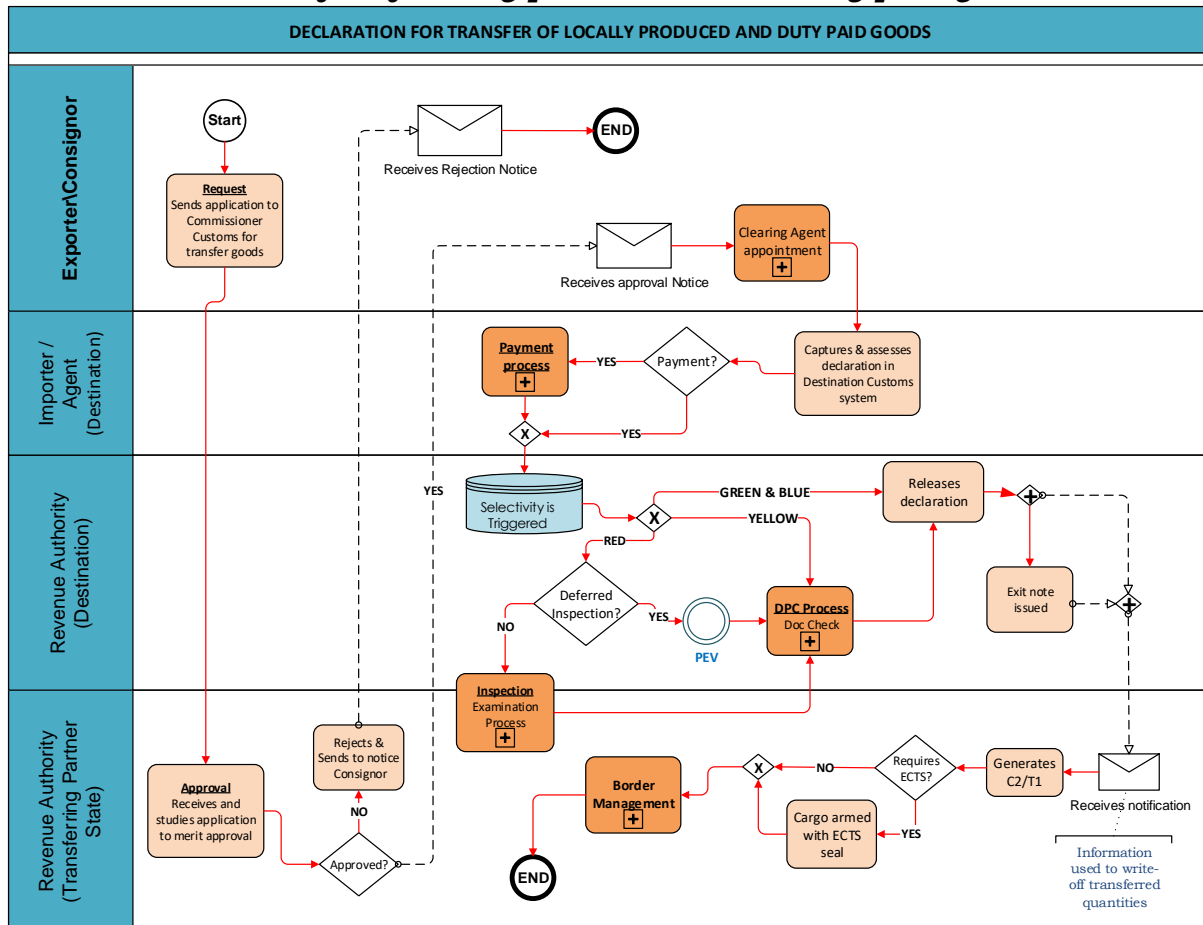 DECLARATION FOR TRANSFER OF LOCALLY PRODUCED AND DUTY PAID GOODS
Exporter\Consignor
Start
Request
Sends application to
Commissioner
Customs for
transfer goods
Receives Rejection Notice
END
Receives approval Notice
Clearing Agent
appointment
Importer /
Agent
(Destination)
Payment
process
YES
Payment?
Captures & assesses
declaration in
Destination Customs
system
X
YES
Revenue Authority
(Destination)
YES
Selectivity is
Triggered
X
GREEN & BLUE
YELLOW
RED
Releases
declaration
Deferred
Inspection?
NO
YES
PEV
DPC Process
Doc Check
Exit note
issued
Revenue Authority
(Transferring Partner
State)
Inspection
Examination
Process
Rejects &
Sends to notice
Consignor
NO
Approval
Receives and
studies application
to merit approval
Approved?
Border
Management
X
NO
Requires
ECTS?
YES
Cargo armed
with ECTS
seal
Generates
C2/T1
Receives notification
END
Information
used to write-
off transferred
quantities